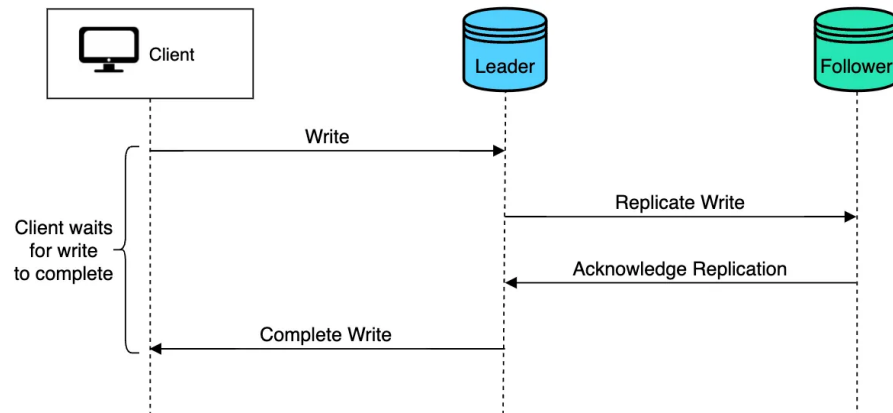 Client
Leader
Follower
Write
Replicate Write
Client waits
for write
to complete
Acknowledge Replication
Complete Write